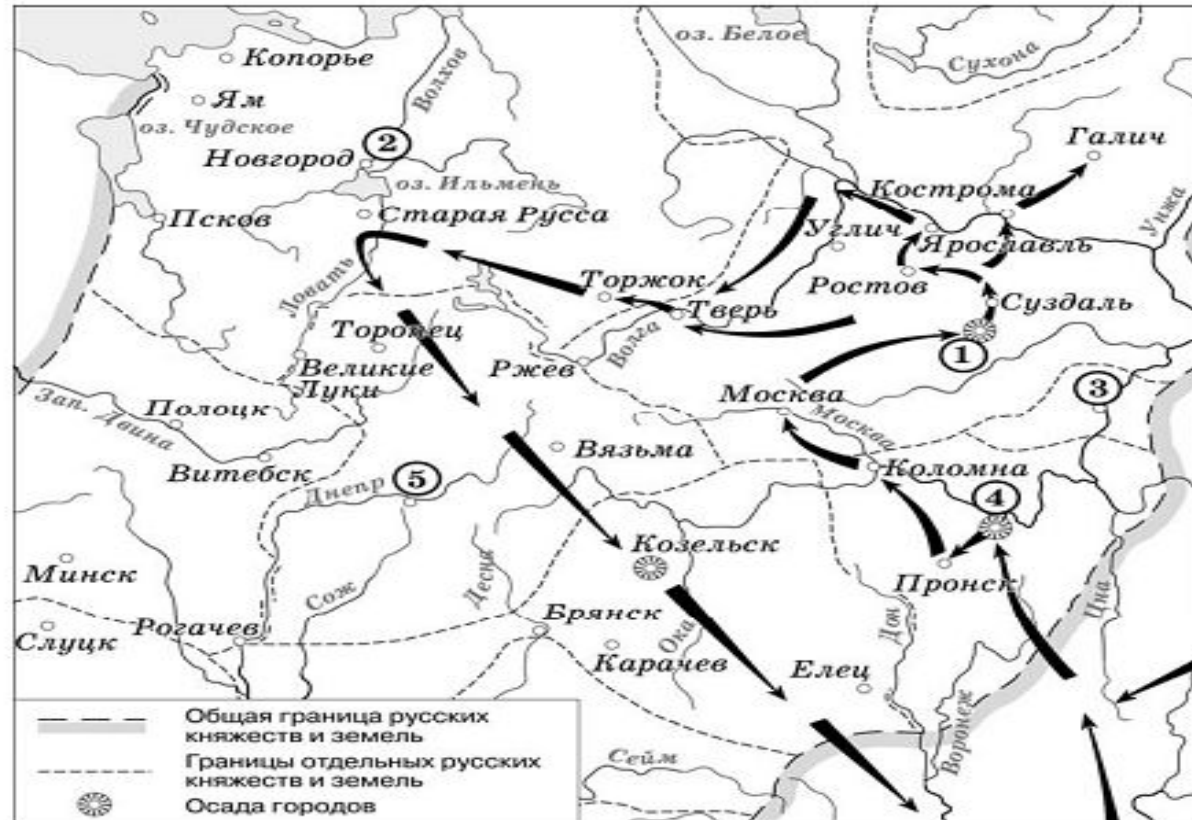 оз. Белое
Сухона
Копорье
Волхов
Ям
оз. Чудское
Галич
2
Новгород
оз. Ильмень
Кострома
Унжа
Псков
Старая Русса
Углич
Ярославль
Ловать
Торжок
Ростов
Суздаль
Тверь
Торопец
Волга
1
Великие
Луки
Ржев
Москва
3
Зап. Двина
Полоцк
Москва
Вязьма
Витебск
Коломна
Днепр
5
4
Козельск
Минск
Сож
Десна
Пронск
Цна
Слуцк
Рогачев
Брянск
Ока
Дон
Карачев
Елец
Воронеж
Сейм
Общая граница русских
княжеств и земель
Границы отдельных русских
княжеств и земель
Осада городов